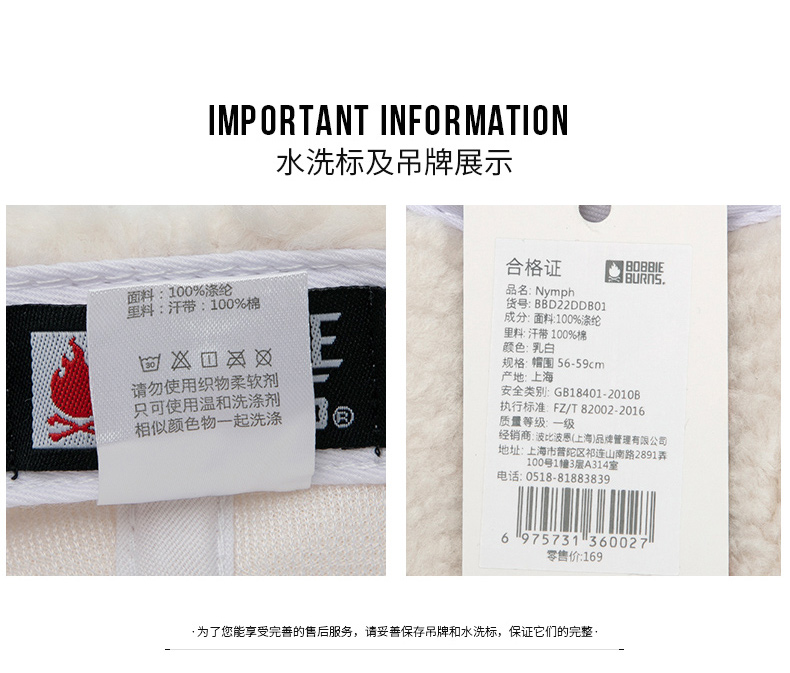 IMPORTANT INFORMATION
水洗标及吊牌展示
面料：100%涤纶
里料：汗带：100%棉
30
请勿使用织物柔软剂
只可使用温和洗涤剂
相似颜色物一起洗涤
®
合格证
BOBBIE
BURNS.
品名: Nymph
货号: BBD22DDB01
成分: 面料:100%涤纶
里料: 汗带 100%棉
颜色: 乳白
规格: 帽围 56-59cm
产地: 上海
安全类别: GB18401-2010B
执行标准: FZ/T 82002-2016
质量等级: 一级
经销商: 波比波恩(上海)品牌管理有限公司
地址: 上海市普陀区祁连山南路2891弄
100号1幢3层A314室
电话: 0518-81883839
6 975731 360027
零售价:169
·为了您能享受完善的售后服务，请妥善保存吊牌和水洗标，保证它们的完整·